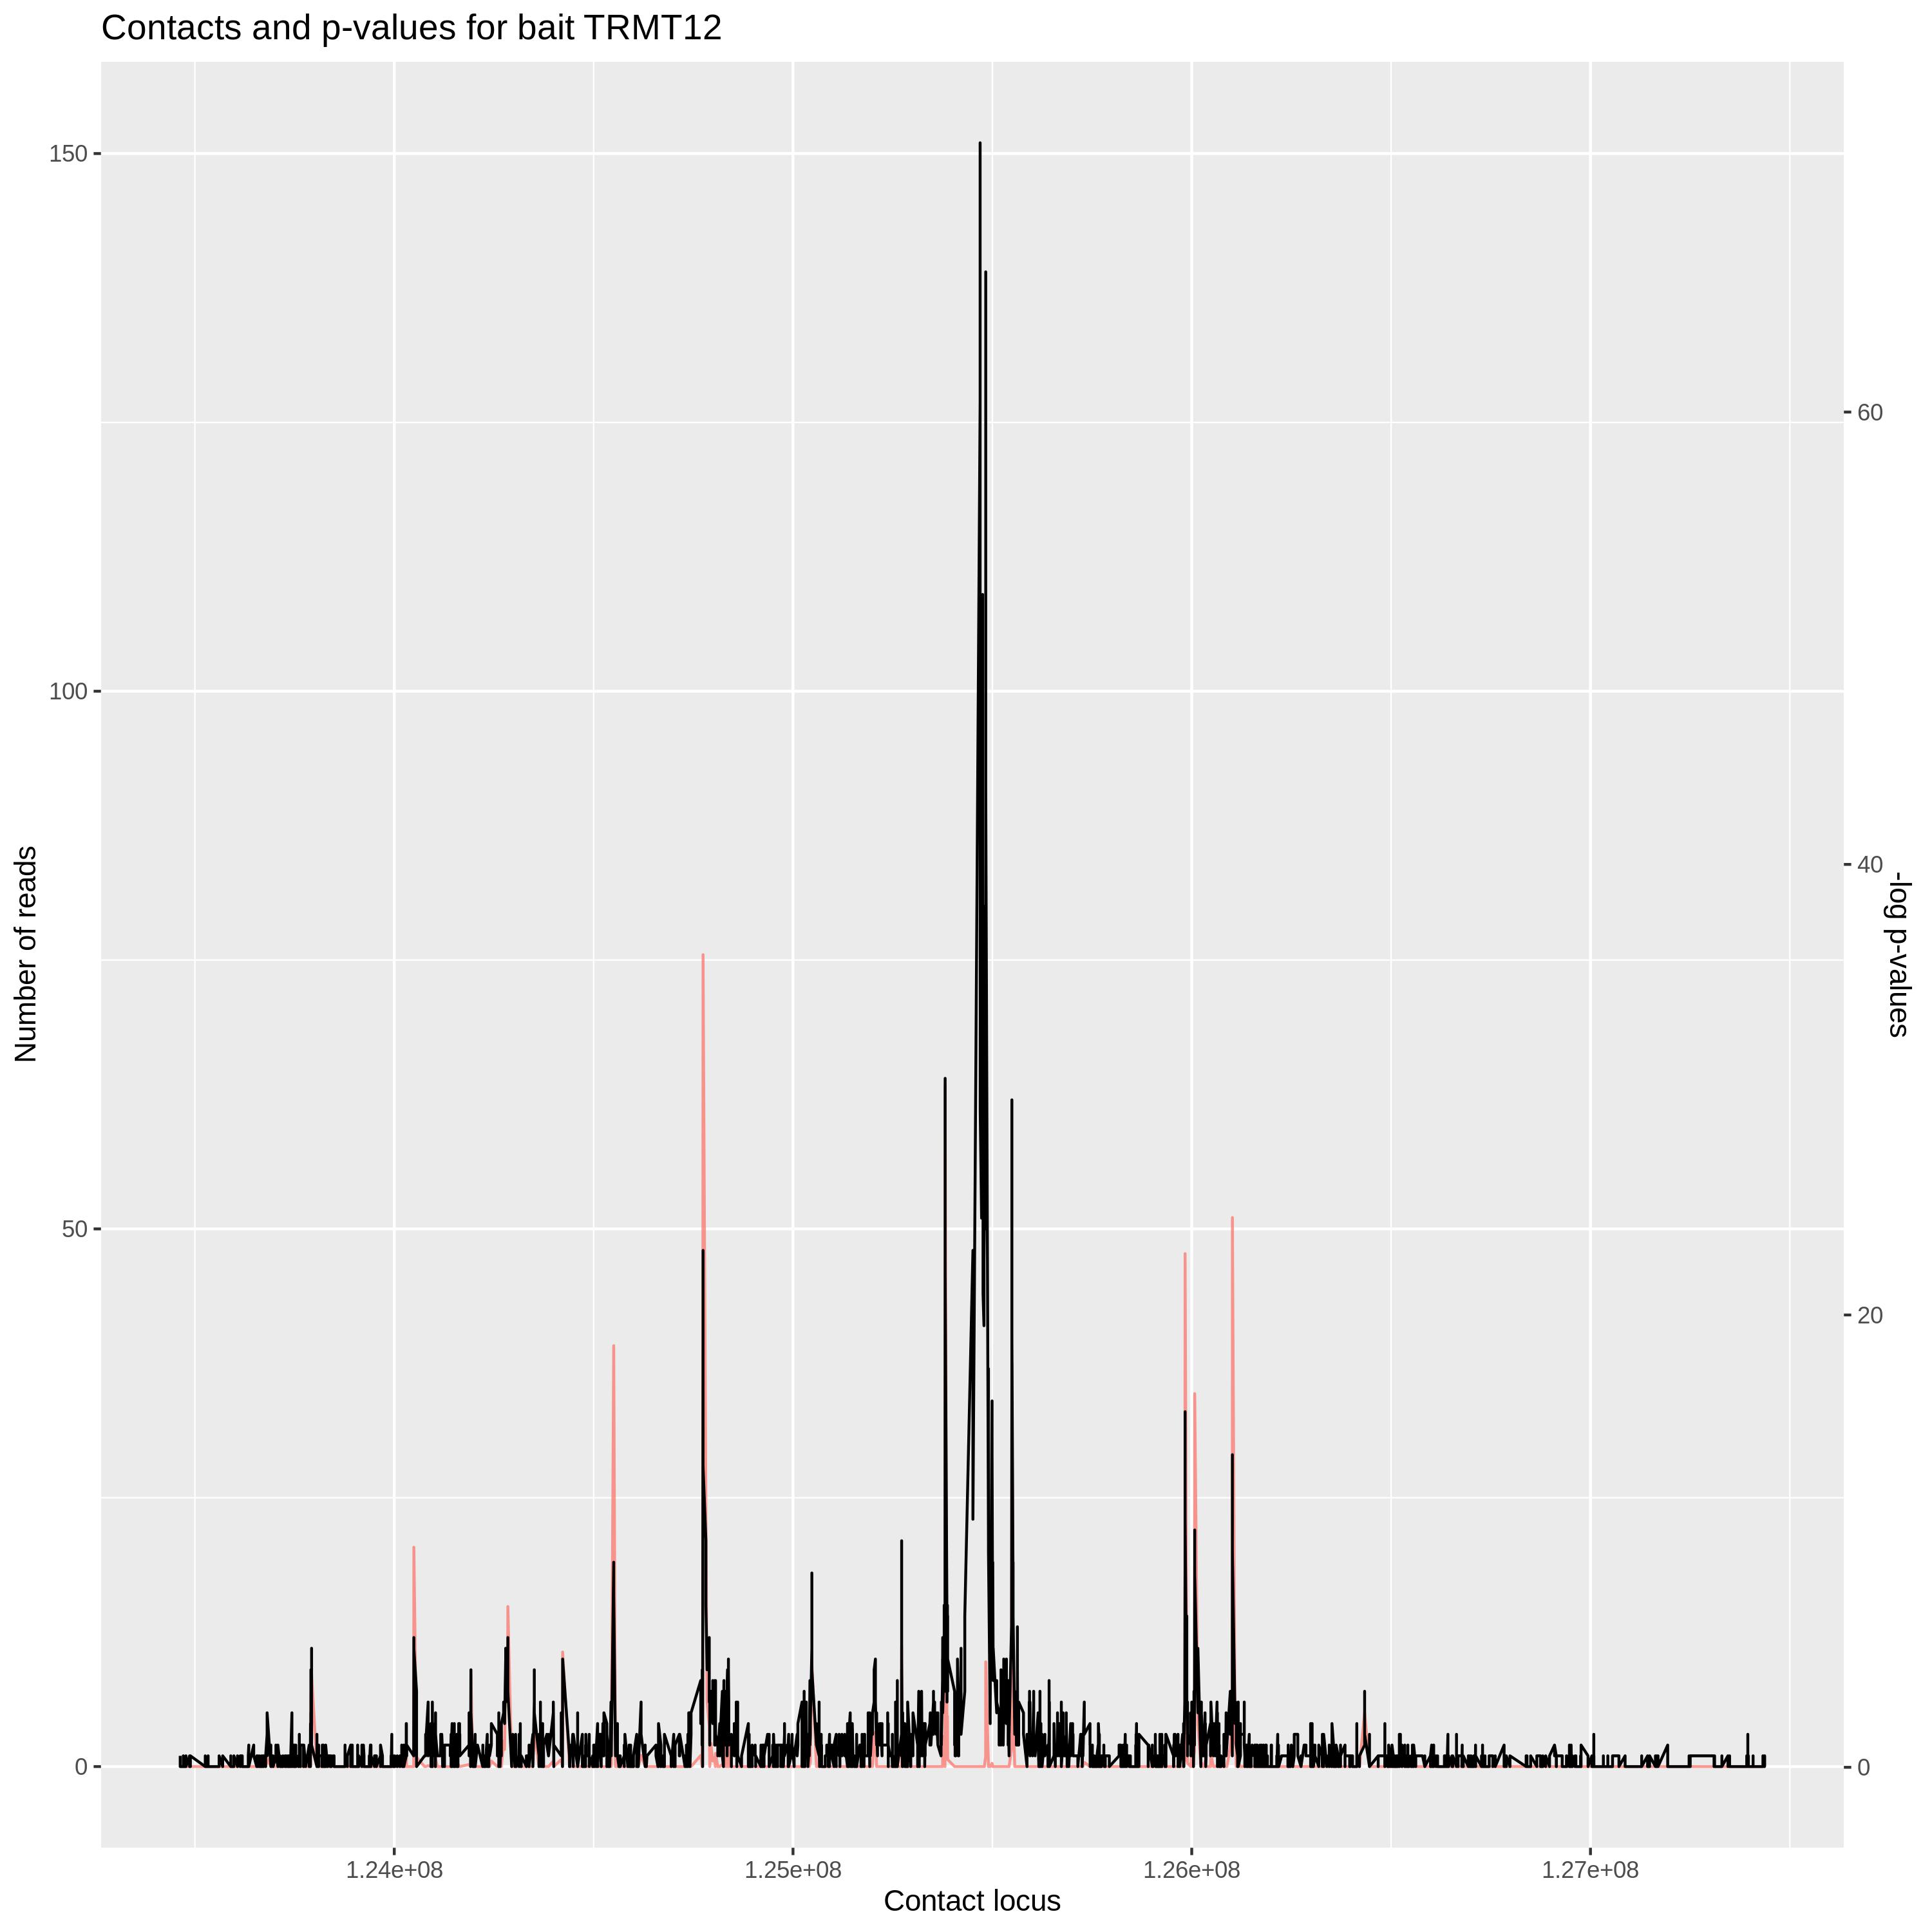 Contacts and p-values for bait TRMT12
150
100
50
0
Number of reads
60
40
20
0
-log p-values
1.24e+08
1.25e+08
1.26e+08
1.27e+08
Contact locus